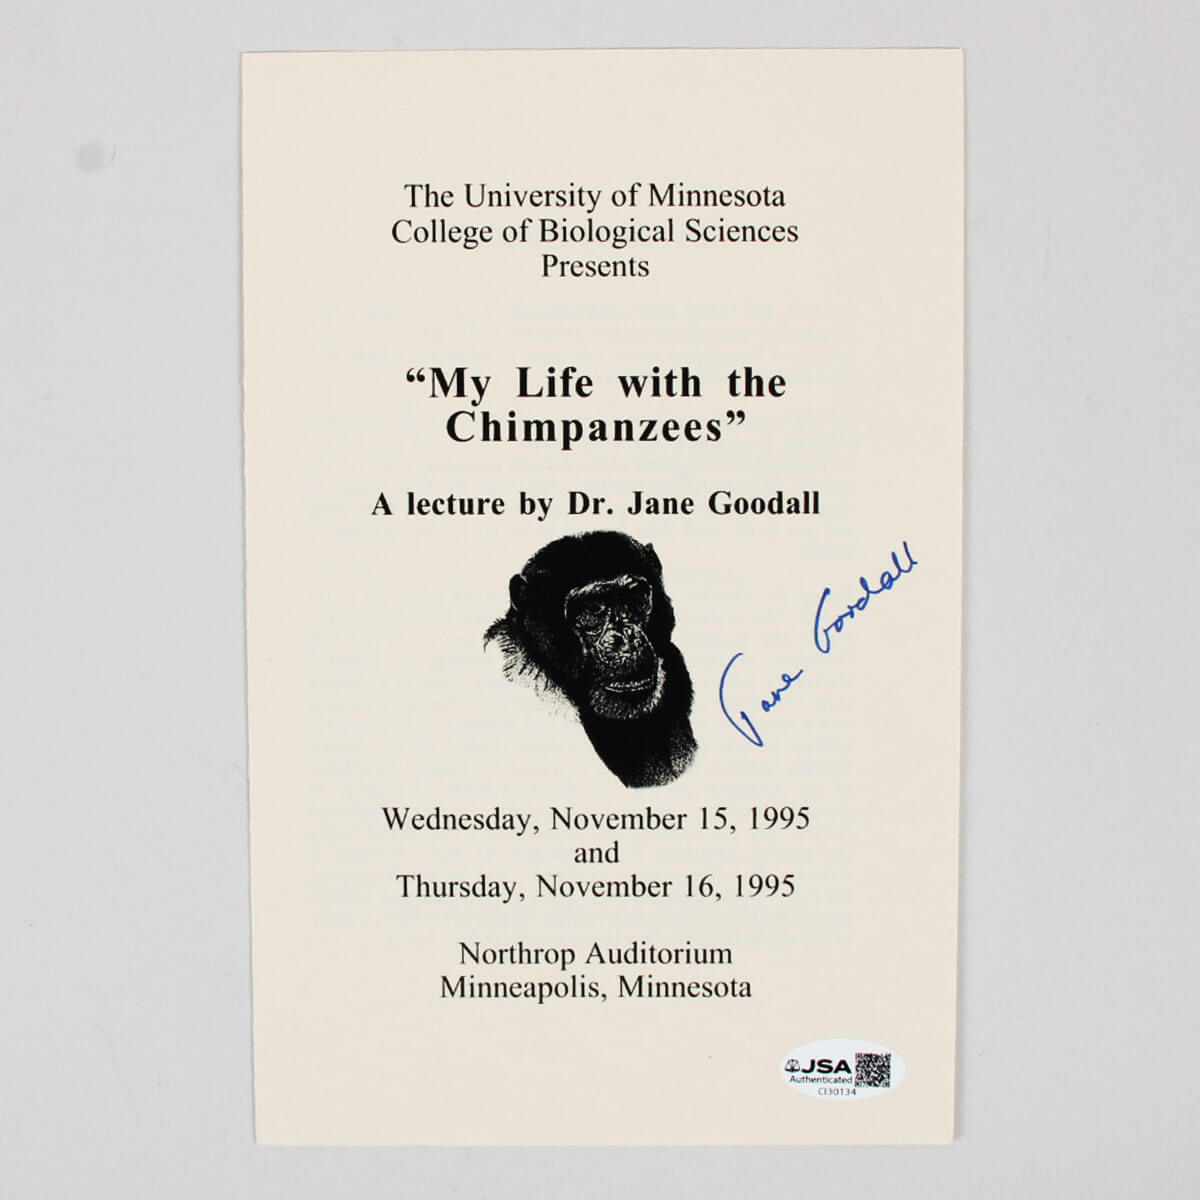 The University of Minnesota
College of Biological Sciences
Presents
“My Life with the
Chimpanzees”
A lecture by Dr. Jane Goodall
Jane Goodall
Wednesday, November 15, 1995
and
Thursday, November 16, 1995
Northrop Auditorium
Minneapolis, Minnesota
JSA
Authenticated
CI30134